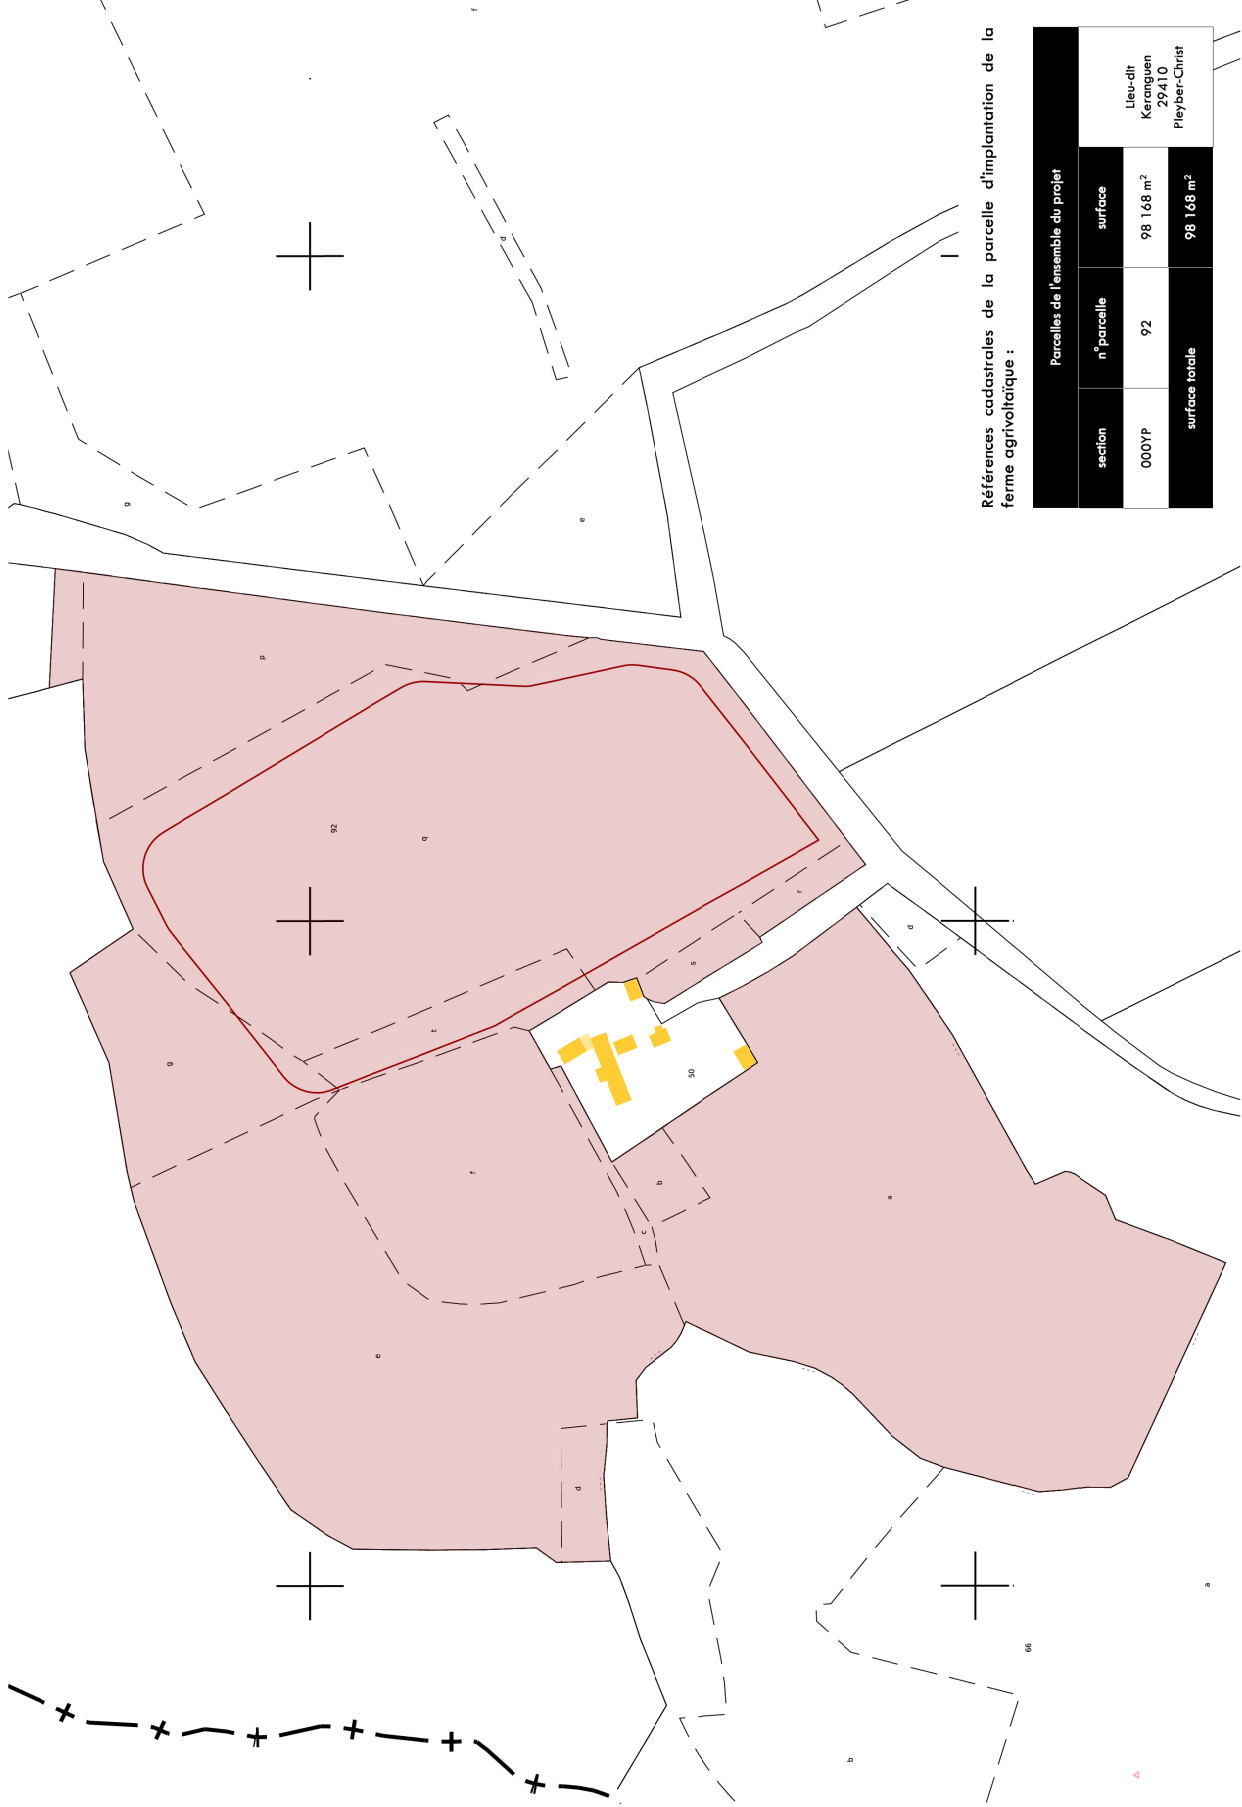 Références cadastrales de la parcelle d'implantation de la
ferme agrivoltaïque :
Parcelles de l'ensemble du projet
section n°parcelle surface
000YP 92 98 168 m²
surface totale 98 168 m²
Lieu-dit
Keranguen
29410
Pleyber-Christ
f
d
g
e
p
92
q
r
s
d
t
g
50
f
b
c
a
e
d
a
66
b